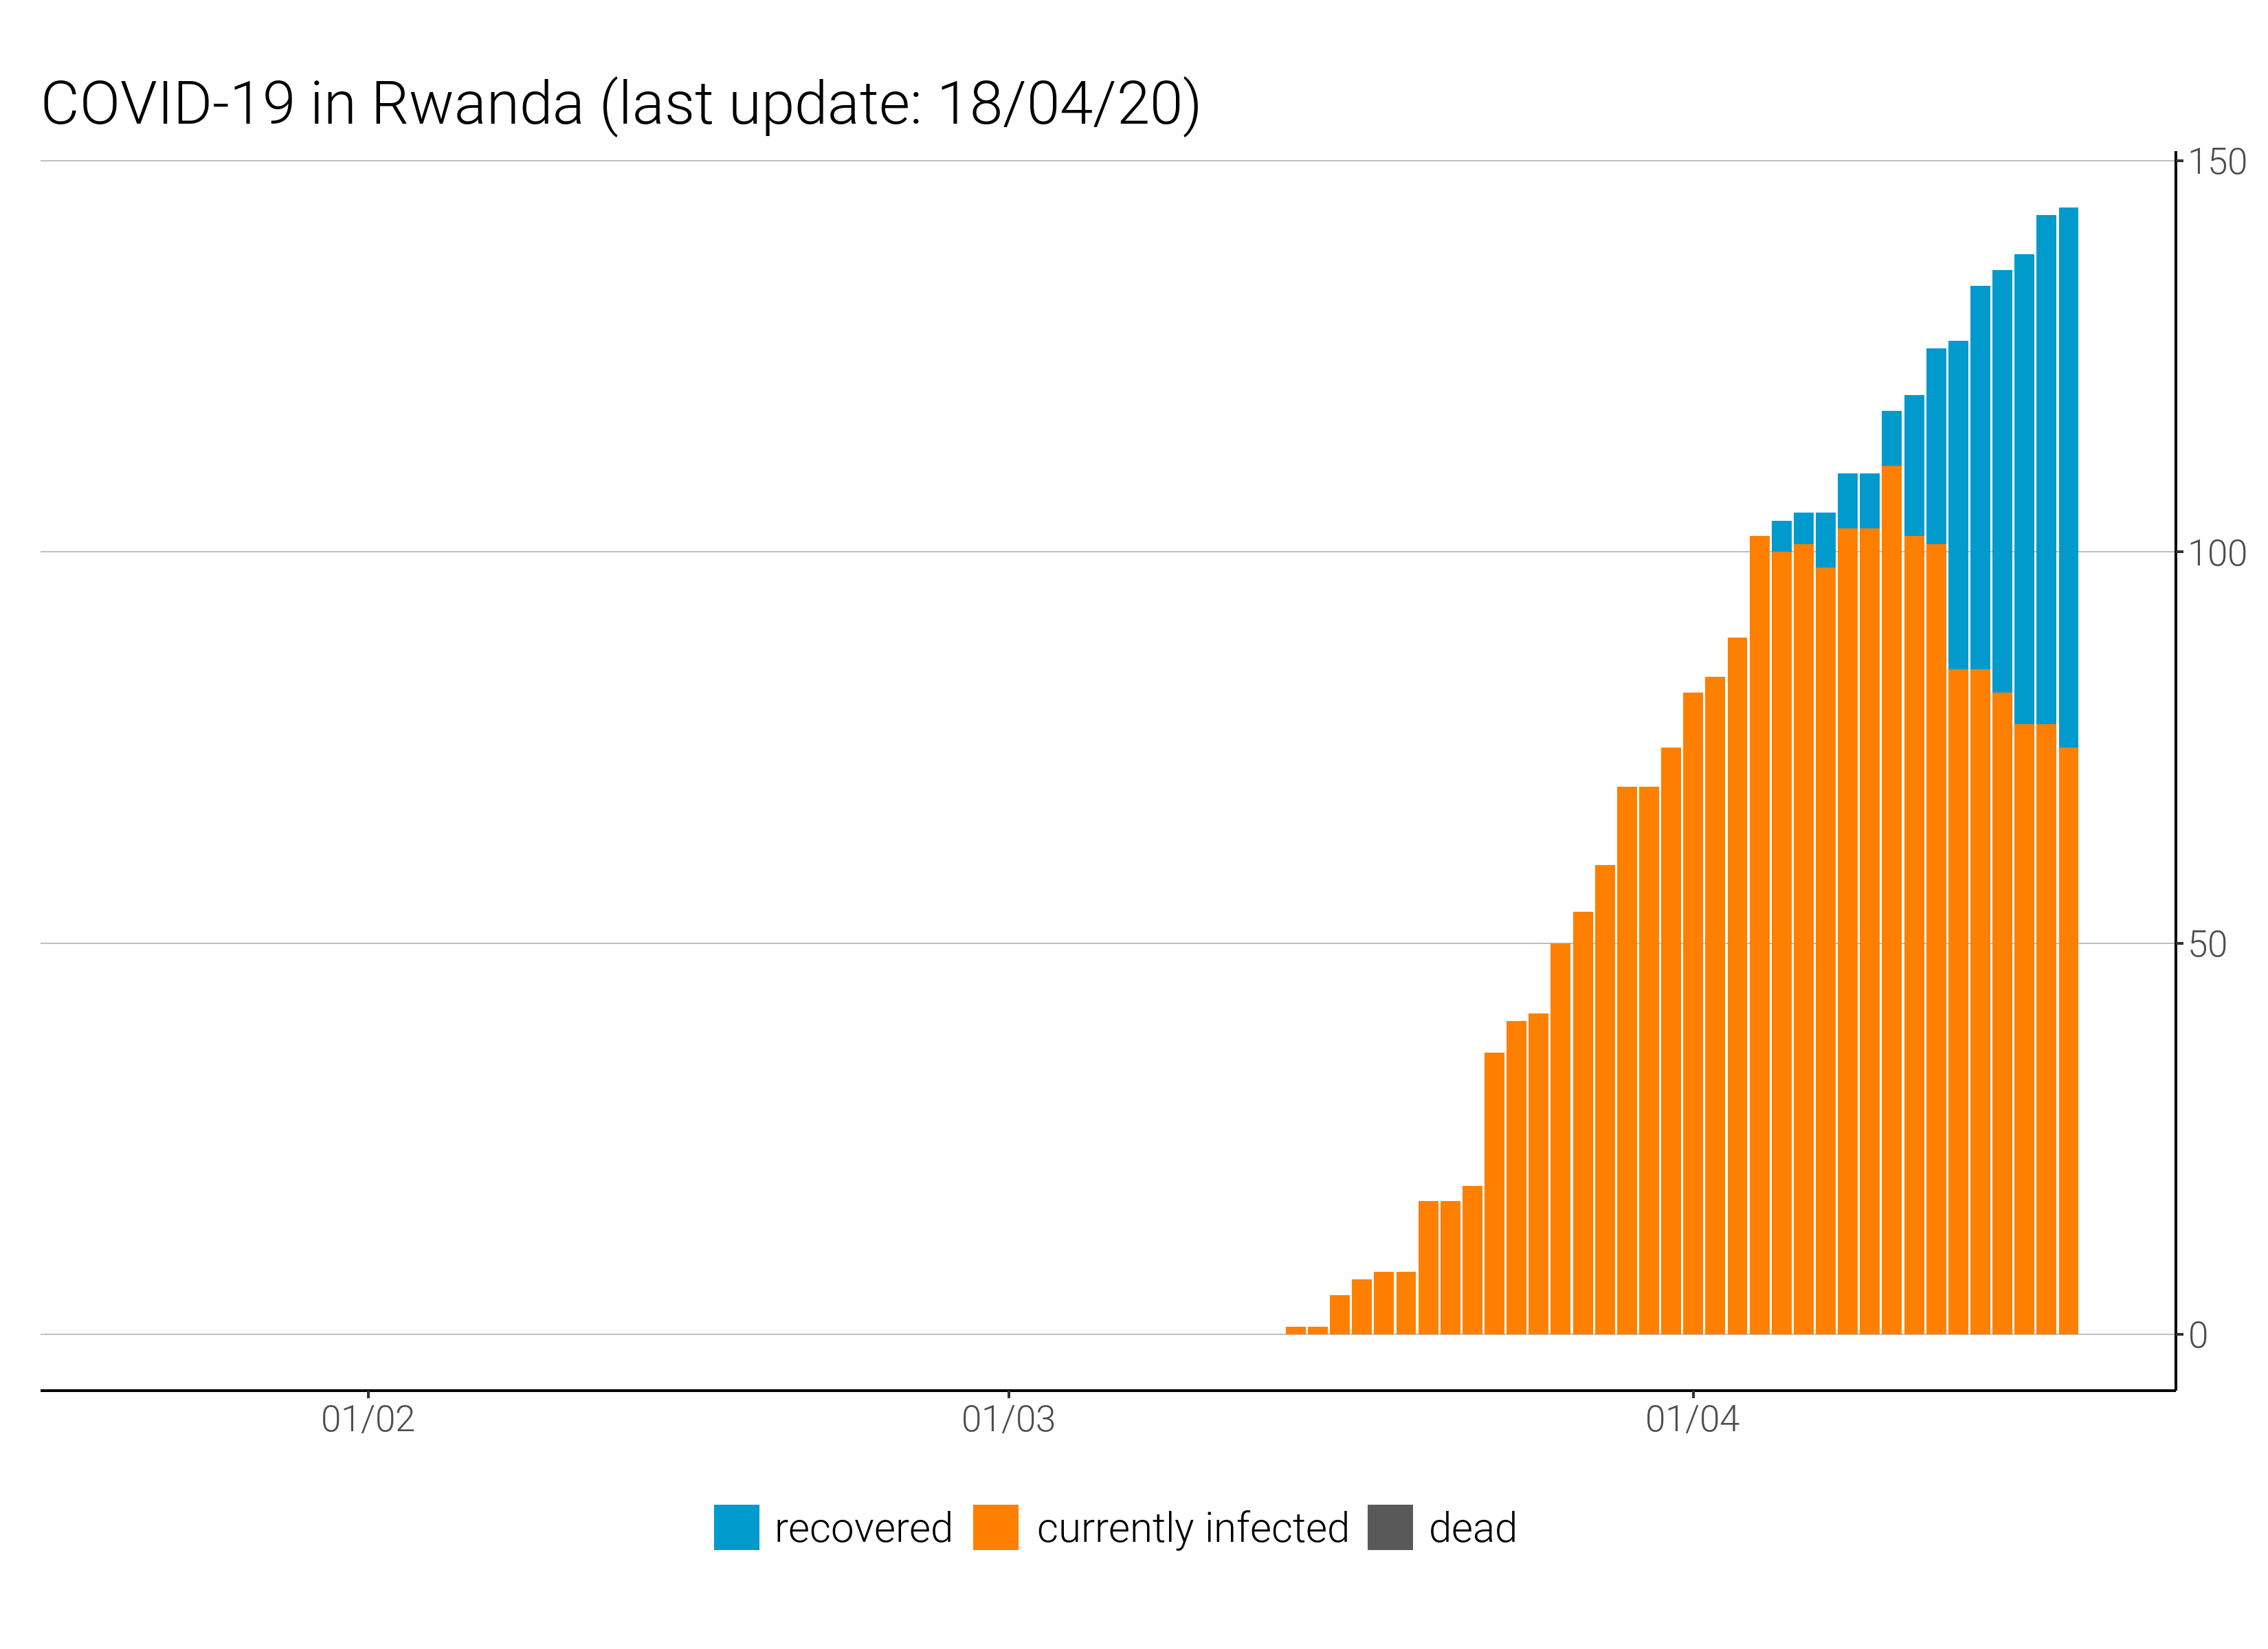 COVID-19 in Rwanda (last update: 18/04/20)
150
100
50
0
01/02 01/03 01/04
recovered currently infected dead